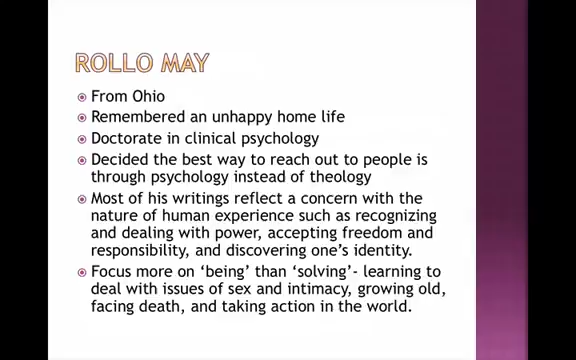 ROLLO MAY
From Ohio
Remembered an unhappy home life
Doctorate in clinical psychology
Decided the best way to reach out to people is
through psychology instead of theology
Most of his writings reflect a concern with the
nature of human experience such as recognizing
and dealing with power, accepting freedom and
responsibility, and discovering one's identity.
Focus more on 'being' than 'solving'- learning to
deal with issues of sex and intimacy, growing old,
facing death, and taking action in the world.